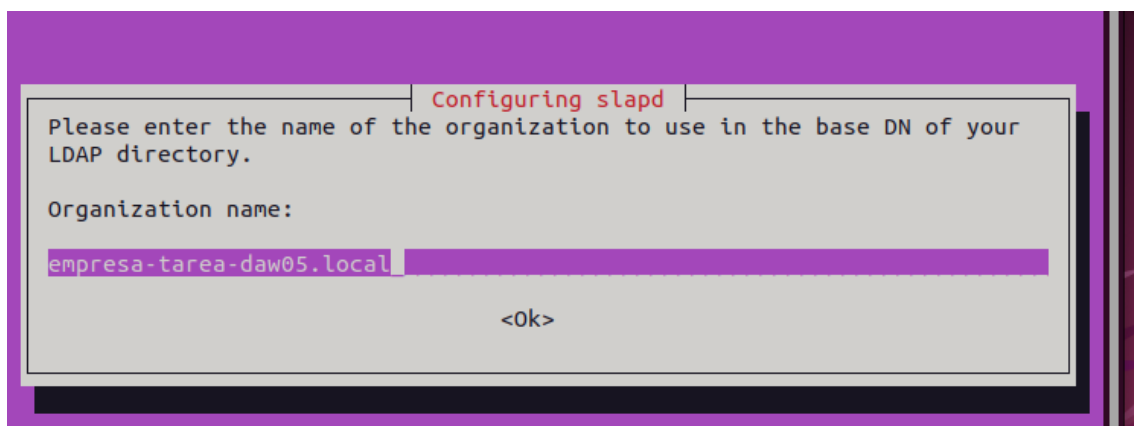 Configuring slapd
Please enter the name of the organization to use in the base DN of your
LDAP directory.
Organization name:
empresa-tarea-daw05.local_
<Ok>